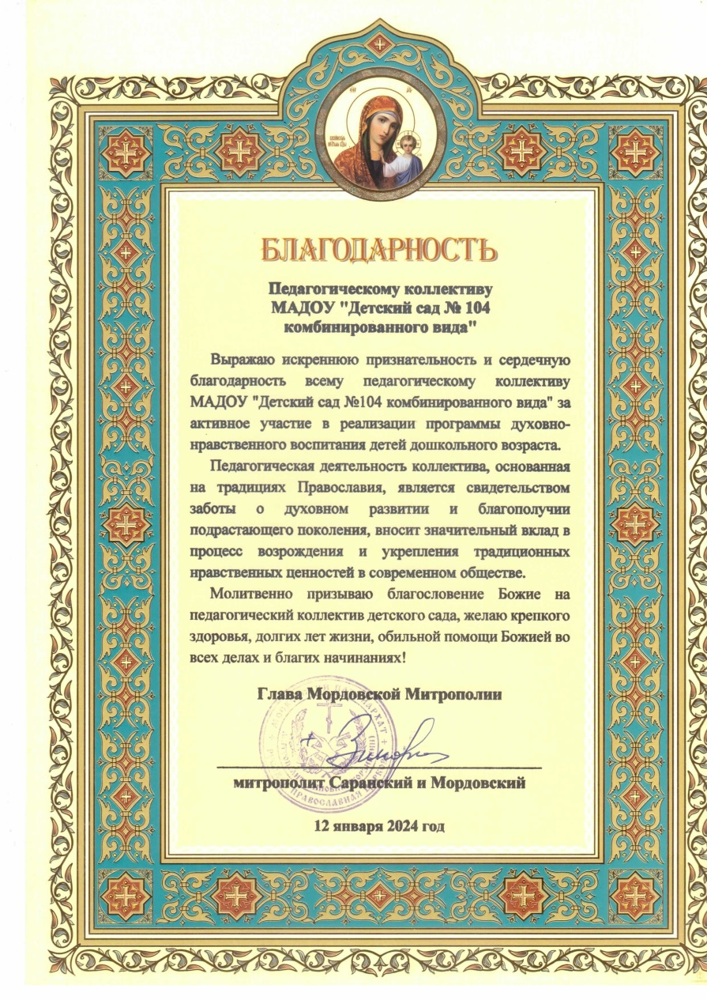 БЛАГОДАРНОСТЬ
Педагогическому коллективу
МАДОУ "Детский сад № 104
комбинированного вида"
Выражаю искреннюю признательность и сердечную
благодарность всему педагогическому коллективу
МАДОУ "Детский сад №104 комбинированного вида" за
активное участие в реализации программы духовно-
нравственного воспитания детей дошкольного возраста.
Педагогическая деятельность коллектива, основанная
на традициях Православия, является свидетельством
заботы о духовном развитии и благополучии
подрастающего поколения, вносит значительный вклад в
процесс возрождения и укрепления традиционных
нравственных ценностей в современном обществе.
Молитвенно призываю благословение Божие на
педагогический коллектив детского сада, желаю крепкого
здоровья, долгих лет жизни, обильной помощи Божией во
всех делах и благих начинаниях!
Глава Мордовской Митрополии
митрополит Саранский и Мордовский
12 января 2024 год